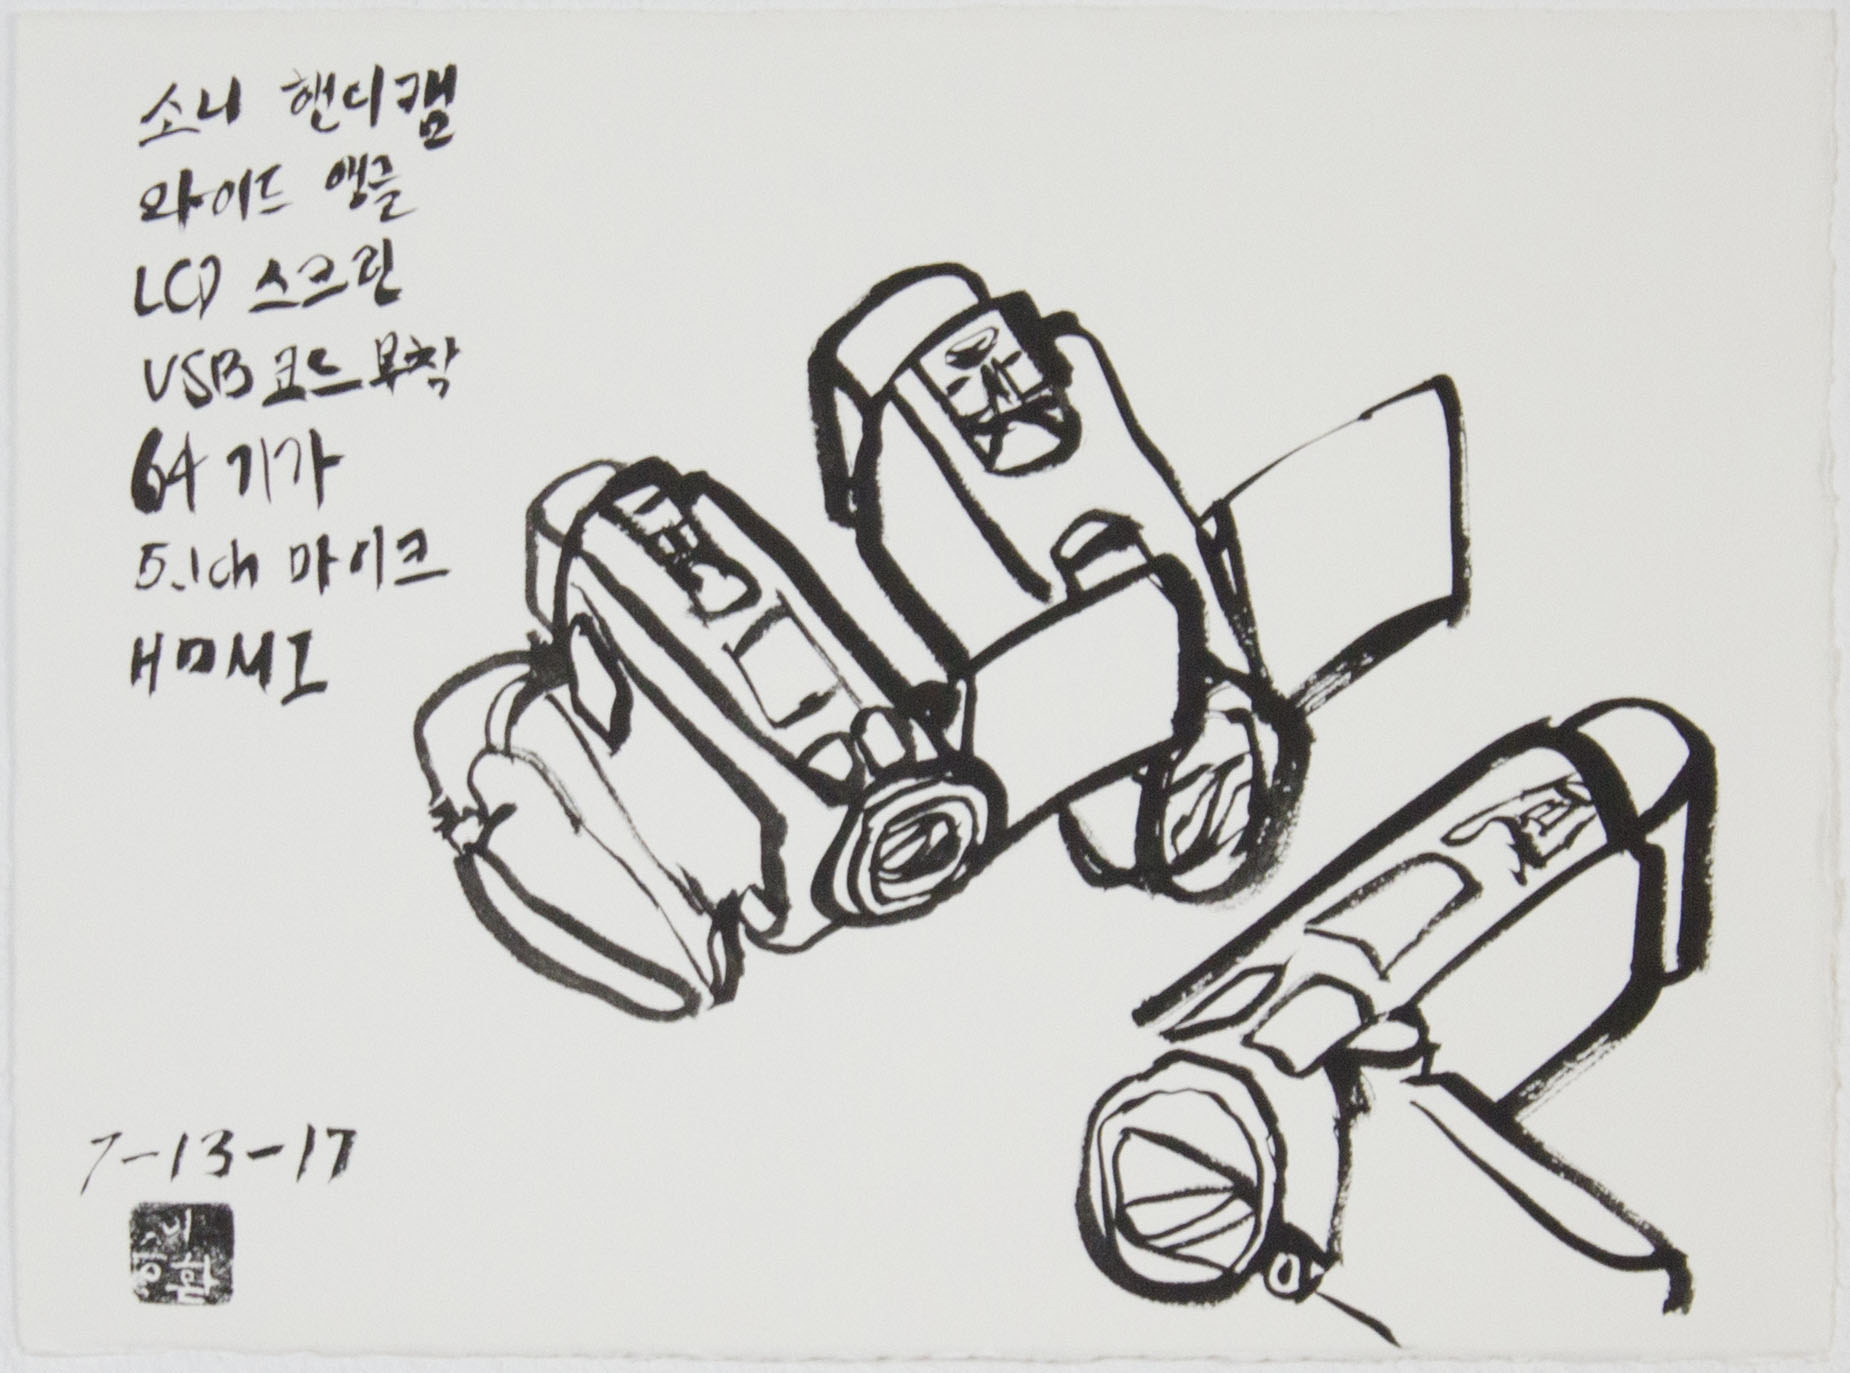 소니 핸디캠
와이드 앵글
LCD 스크린
USB 코드 부착
64 기가
5.1ch 마이크
HDMI
7-13-17